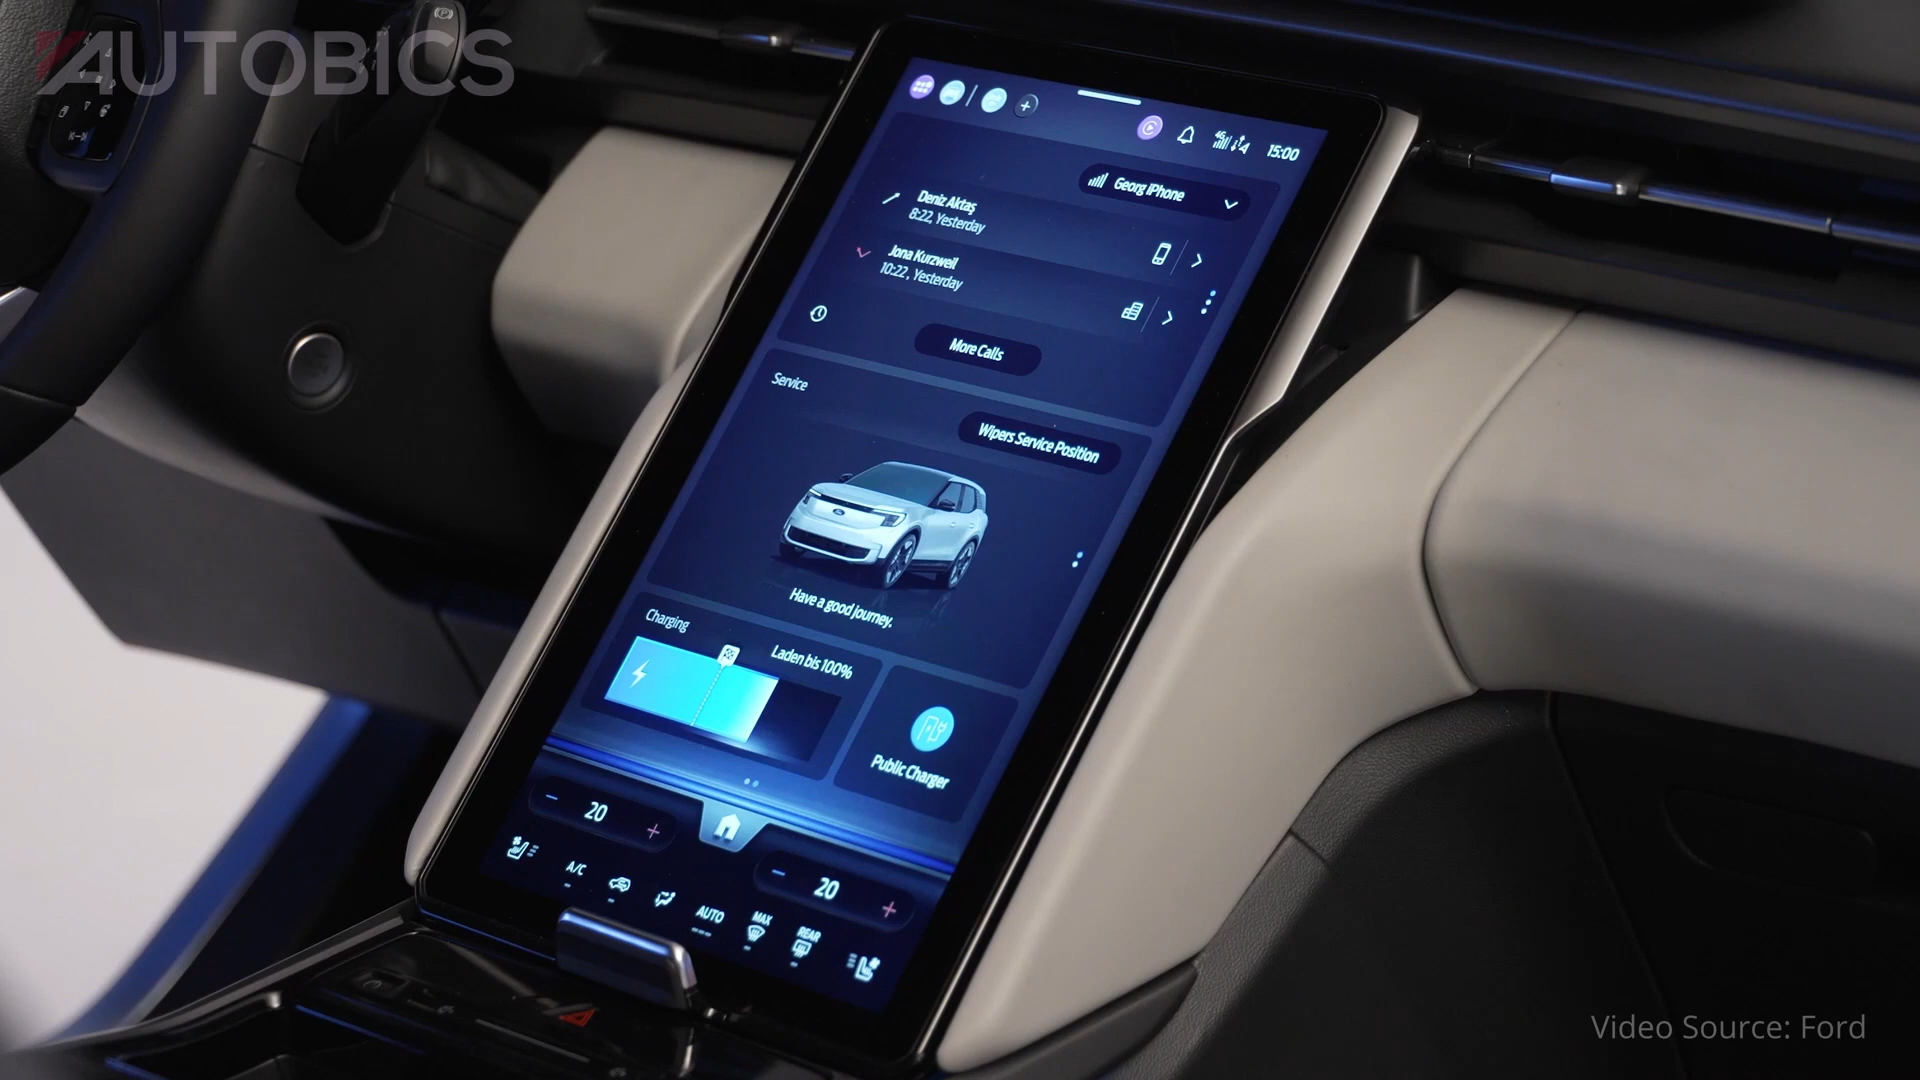 AUTOBICS
4G
15:00
Georg iPhone
Deniz Aktaş
8:22, Yesterday
Jona Kurzweil
10:22, Yesterday
More Calls
Service
Wipers Service Position
Have a good journey.
Charging
Laden bis 100%
Public Charger
20
20
A/C
AUTO
MAX
REAR
Video Source: Ford